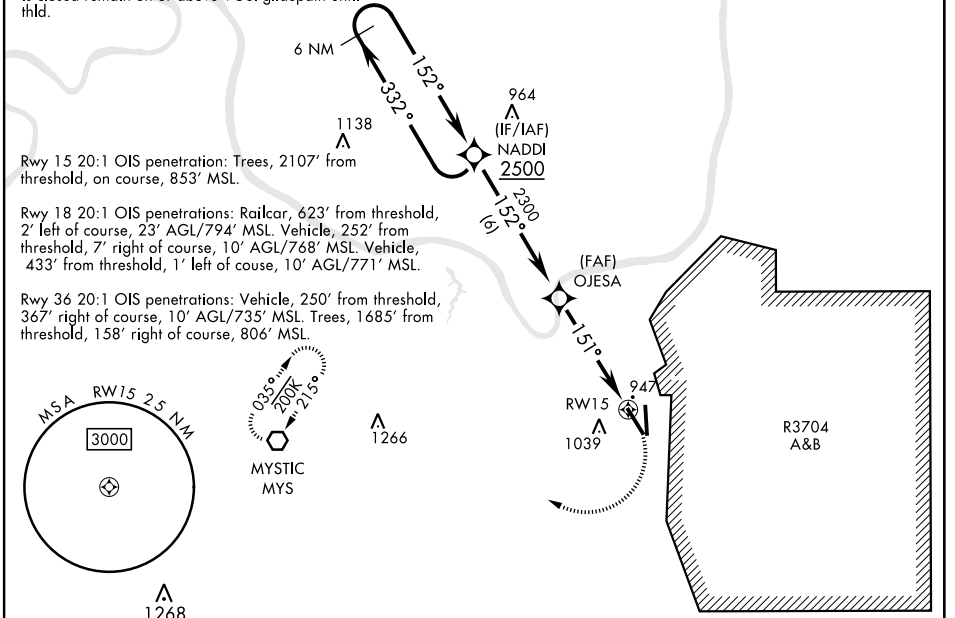 thld.
6 NM
152°
332°
964
(IF/IAF)
NADDI
2500
1138
Rwy 15 20:1 OIS penetration: Trees, 2107' from
threshold, on course, 853' MSL.
2300
152°
(6)
Rwy 18 20:1 OIS penetrations: Railcar, 623' from threshold,
2' left of course, 23' AGL/794' MSL. Vehicle, 252' from
threshold, 7' right of course, 10' AGL/768' MSL. Vehicle,
433' from threshold, 1' left of couse, 10' AGL/771' MSL.
(FAF)
OJESA
Rwy 36 20:1 OIS penetrations: Vehicle, 250' from threshold,
367' right of course, 10' AGL/735' MSL. Trees, 1685' from
threshold, 158' right of course, 806' MSL.
151°
035°
200K
215°
MYSTIC
MYS
MSA RW15 25 NM
3000
1266
947
RW15
1039
R3704
A&B
1268